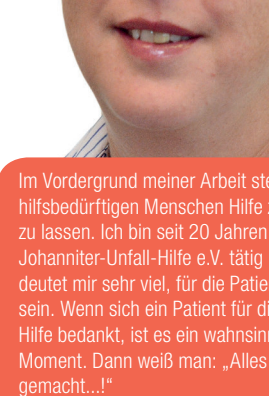 Im Vordergrund meiner Arbeit ste
hilfsbedürftigen Menschen Hilfe z
zu lassen. Ich bin seit 20 Jahren
Johanniter-Unfall-Hilfe e.V. tätig
deutet mir sehr viel, für die Patie
sein. Wenn sich ein Patient für di
Hilfe bedankt, ist es ein wahnsinn
Moment. Dann weiß man: „Alles
gemacht...!“